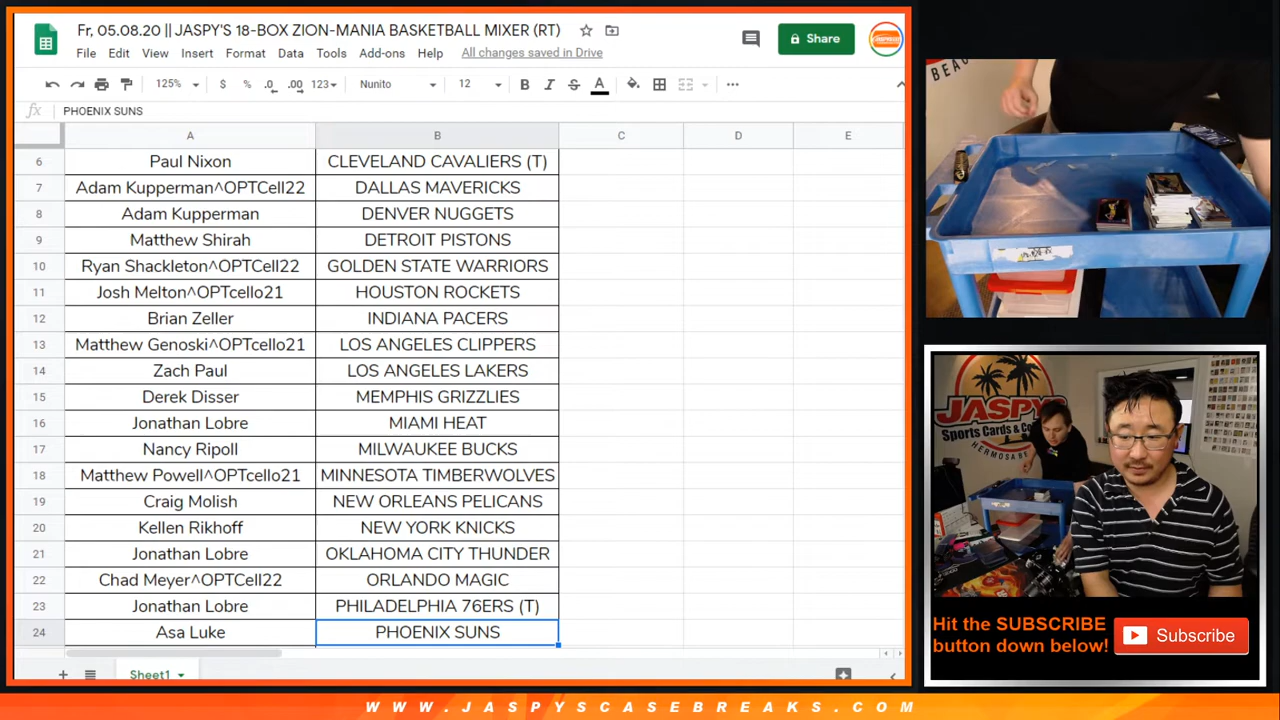 Fr, 05.08.20 || JASPY'S 18-BOX ZION-MANIA BASKETBALL MIXER (RT)
File Edit View Insert Format Data Tools Add-ons Help All changes saved in Drive
Share
125% $ % .0 .00 123 Nunito 12 B I S A
fx PHOENIX SUNS
A B C D E
6 Paul Nixon CLEVELAND CAVALIERS (T)
7 Adam Kupperman^OPTCell22 DALLAS MAVERICKS
8 Adam Kupperman DENVER NUGGETS
9 Matthew Shirah DETROIT PISTONS
10 Ryan Shackleton^OPTCell22 GOLDEN STATE WARRIORS
11 Josh Melton^OPTcello21 HOUSTON ROCKETS
12 Brian Zeller INDIANA PACERS
13 Matthew Genoski^OPTcello21 LOS ANGELES CLIPPERS
14 Zach Paul LOS ANGELES LAKERS
15 Derek Disser MEMPHIS GRIZZLIES
16 Jonathan Lobre MIAMI HEAT
17 Nancy Ripoll MILWAUKEE BUCKS
18 Matthew Powell^OPTcello21 MINNESOTA TIMBERWOLVES
19 Craig Molish NEW ORLEANS PELICANS
20 Kellen Rikhoff NEW YORK KNICKS
21 Jonathan Lobre OKLAHOMA CITY THUNDER
22 Chad Meyer^OPTCell22 ORLANDO MAGIC
23 Jonathan Lobre PHILADELPHIA 76ERS (T)
24 Asa Luke PHOENIX SUNS
Sheet1
BEAC
JASPY'S
Sports Cards & Co
HERMOSA B
Hit the SUBSCRIBE
button down below!
Subscribe
WWW.JASPYSCASEBREAKS.COM